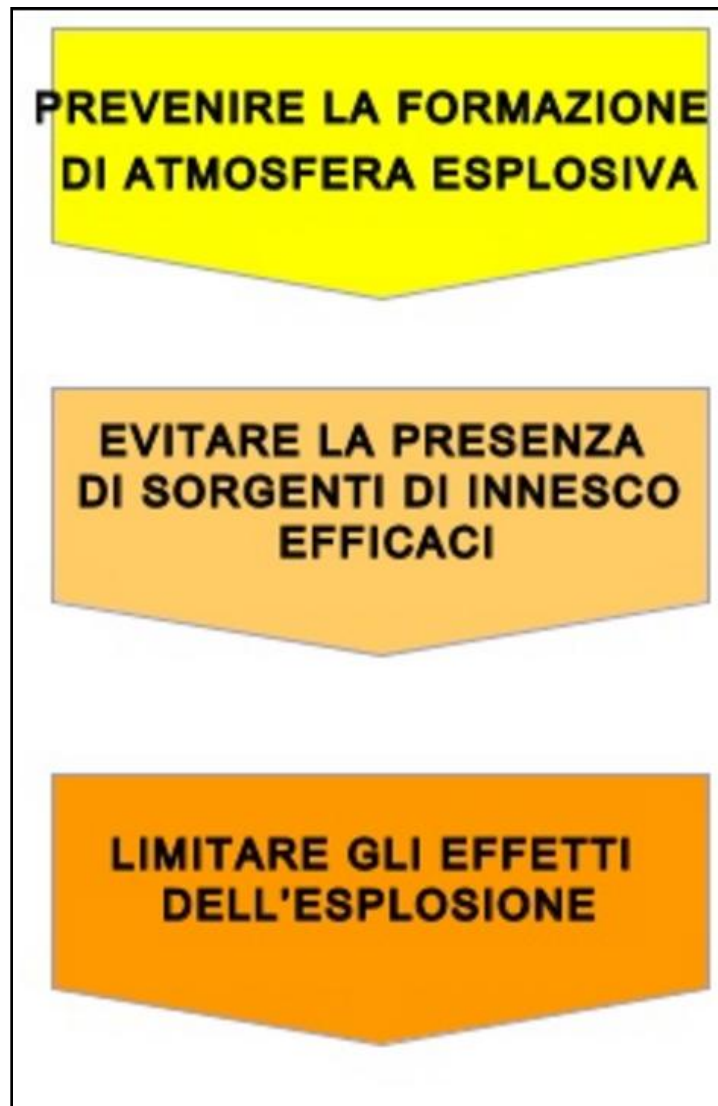 PREVENIRE LA FORMAZIONE
DI ATMOSFERA ESPLOSIVA
EVITARE LA PRESENZA
DI SORGENTI DI INNESCO
EFFICACI
LIMITARE GLI EFFETTI
DELL'ESPLOSIONE